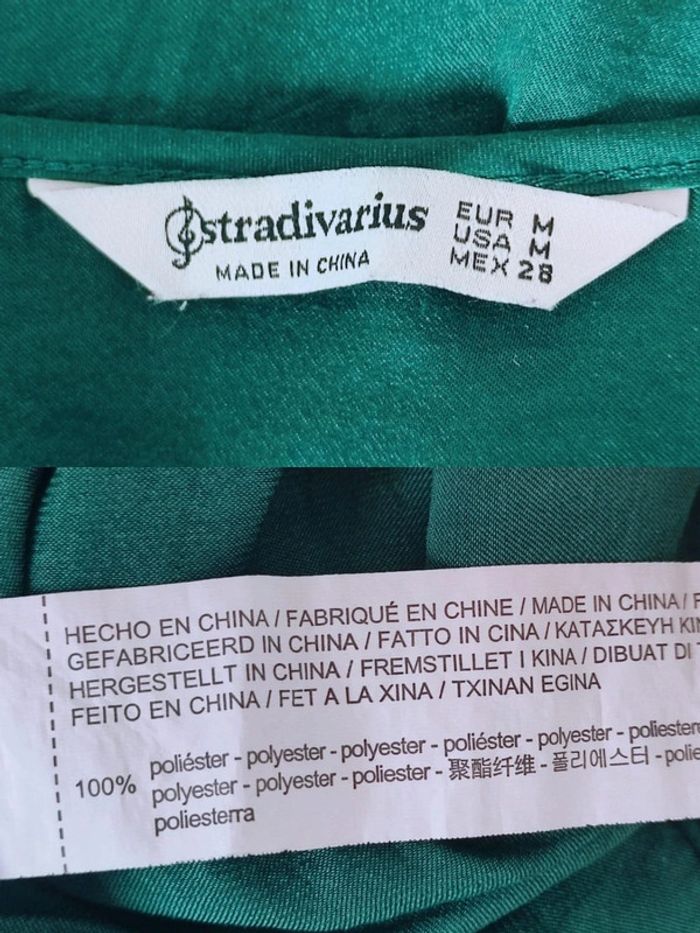 stradivarius
MADE IN CHINA
EUR M
USA M
MEX 28
HECHO EN CHINA / FABRIQUÉ EN CHINE / MADE IN CHINA / F
GEFABRICEERD IN CHINA / FATTO IN CINA / ΚΑΤΑΣΚΕΥΗ ΚΙ
HERGESTELLT IN CHINA / FREMSTILLET I KINA / DIBUAT DI
FEITO EN CHINA / FET A LA XINA / TXINAN EGINA
100%
poliéster - polyester - polyester - poliéster - polyester -
polyester - polyester - poliester - 聚酯纤维 - 폴리에스터 -
poliesterra